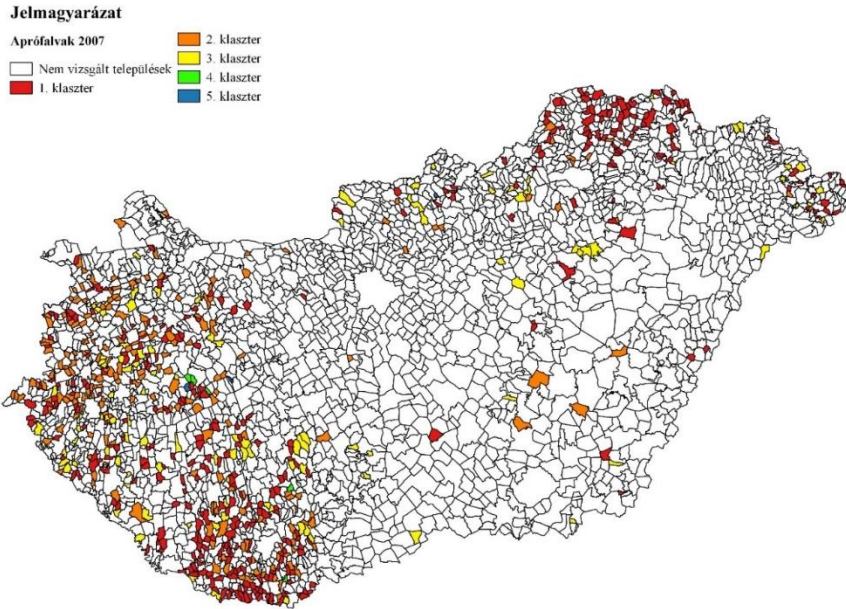 Jelmagyarázat
Aprófalvak 2007
Nem vizsgált települések
1. klaszter
2. klaszter
3. klaszter
4. klaszter
5. klaszter